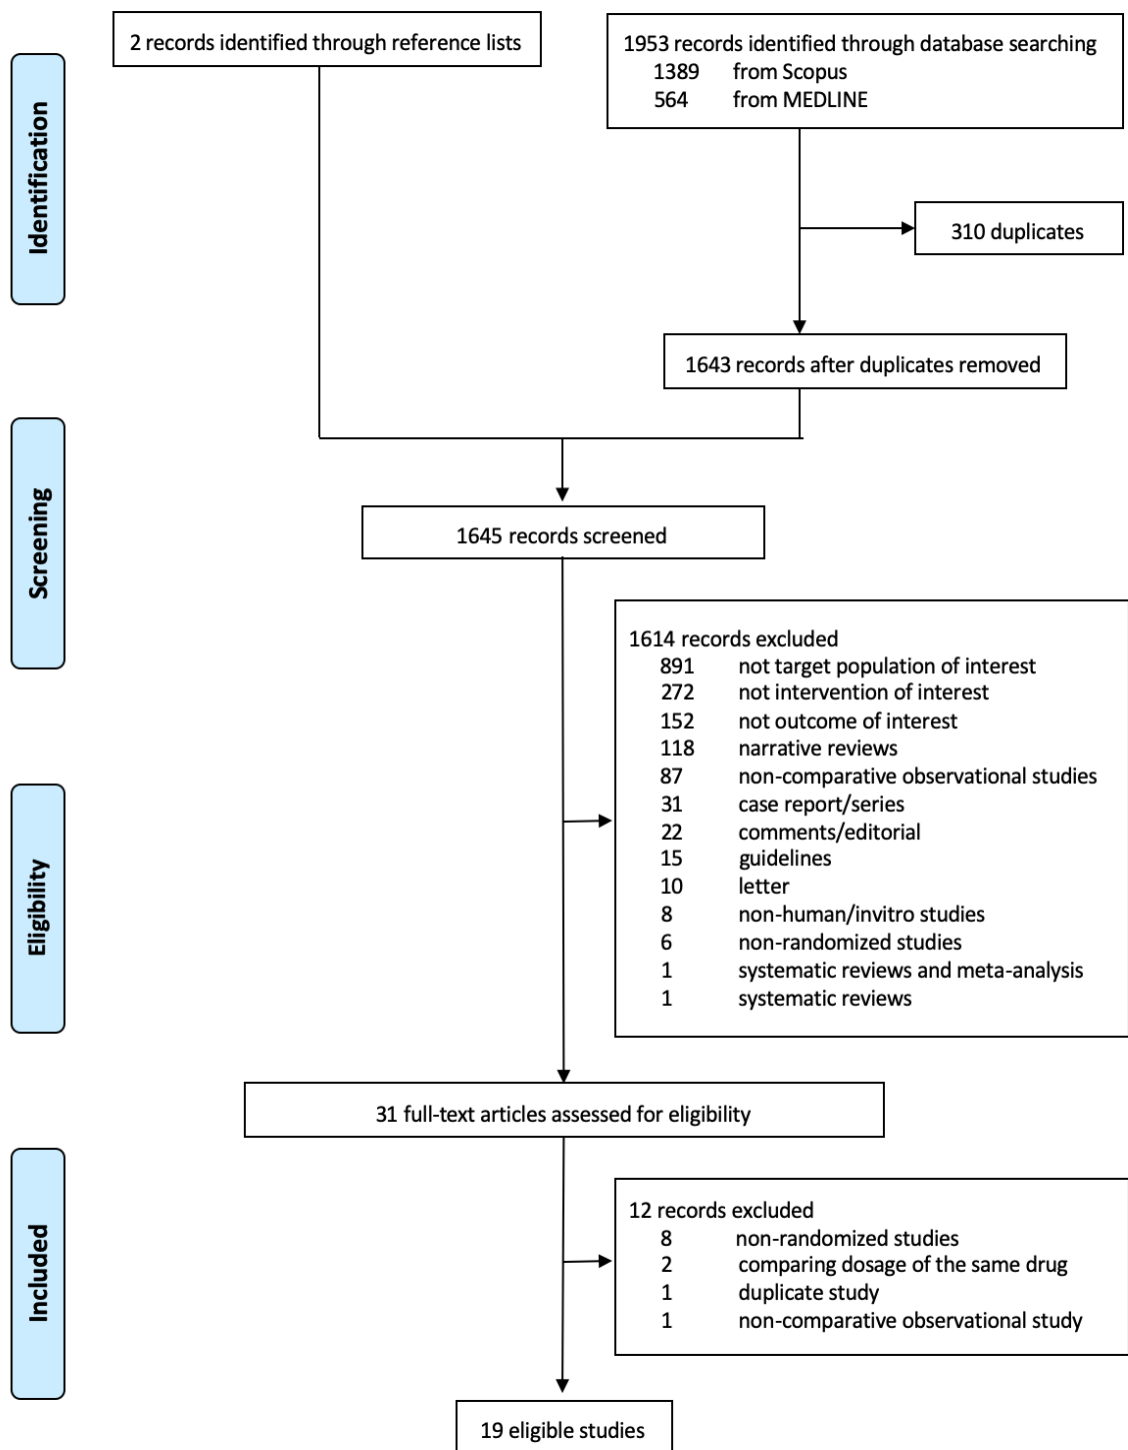 2 records identified through reference lists
1953 records identified through database searching
1389 from Scopus
564 from MEDLINE
Identification
310 duplicates
1643 records after duplicates removed
Screening
1645 records screened
1614 records excluded
891 not target population of interest
272 not intervention of interest
152 not outcome of interest
118 narrative reviews
87 non-comparative observational studies
31 case report/series
22 comments/editorial
15 guidelines
10 letter
8 non-human/invitro studies
6 non-randomized studies
1 systematic reviews and meta-analysis
1 systematic reviews
Eligibility
31 full-text articles assessed for eligibility
Included
12 records excluded
8 non-randomized studies
2 comparing dosage of the same drug
1 duplicate study
1 non-comparative observational study
19 eligible studies